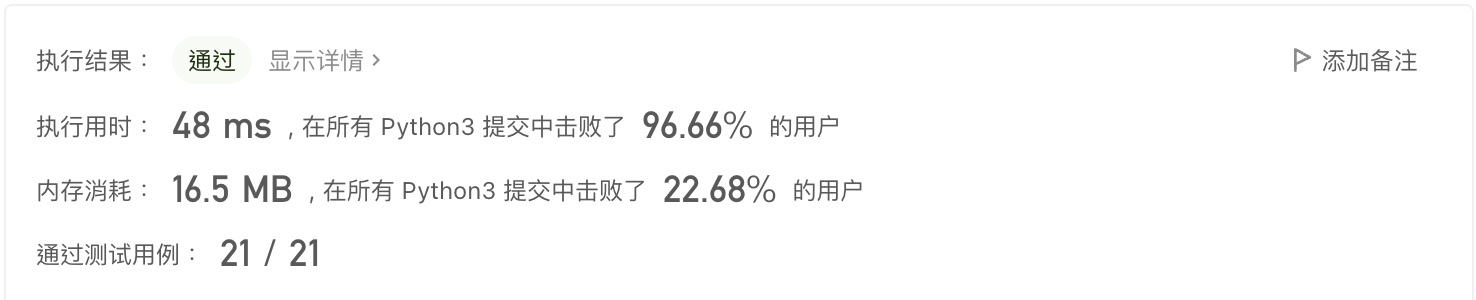 执行结果： 通过 显示详情 › 添加备注
执行用时： 48 ms , 在所有 Python3 提交中击败了 96.66% 的用户
内存消耗： 16.5 MB , 在所有 Python3 提交中击败了 22.68% 的用户
通过测试用例： 21 / 21